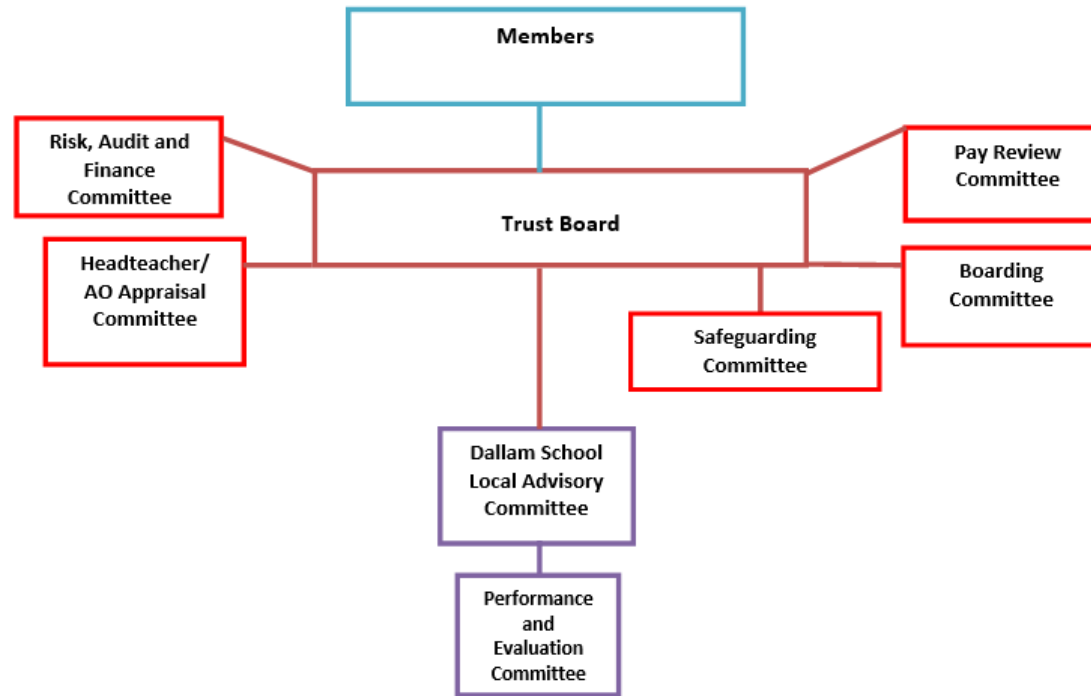 Members
Risk, Audit and
Finance
Committee
Pay Review
Committee
Trust Board
Headteacher/
AO Appraisal
Committee
Boarding
Committee
Safeguarding
Committee
Dallam School
Local Advisory
Committee
Performance
and
Evaluation
Committee